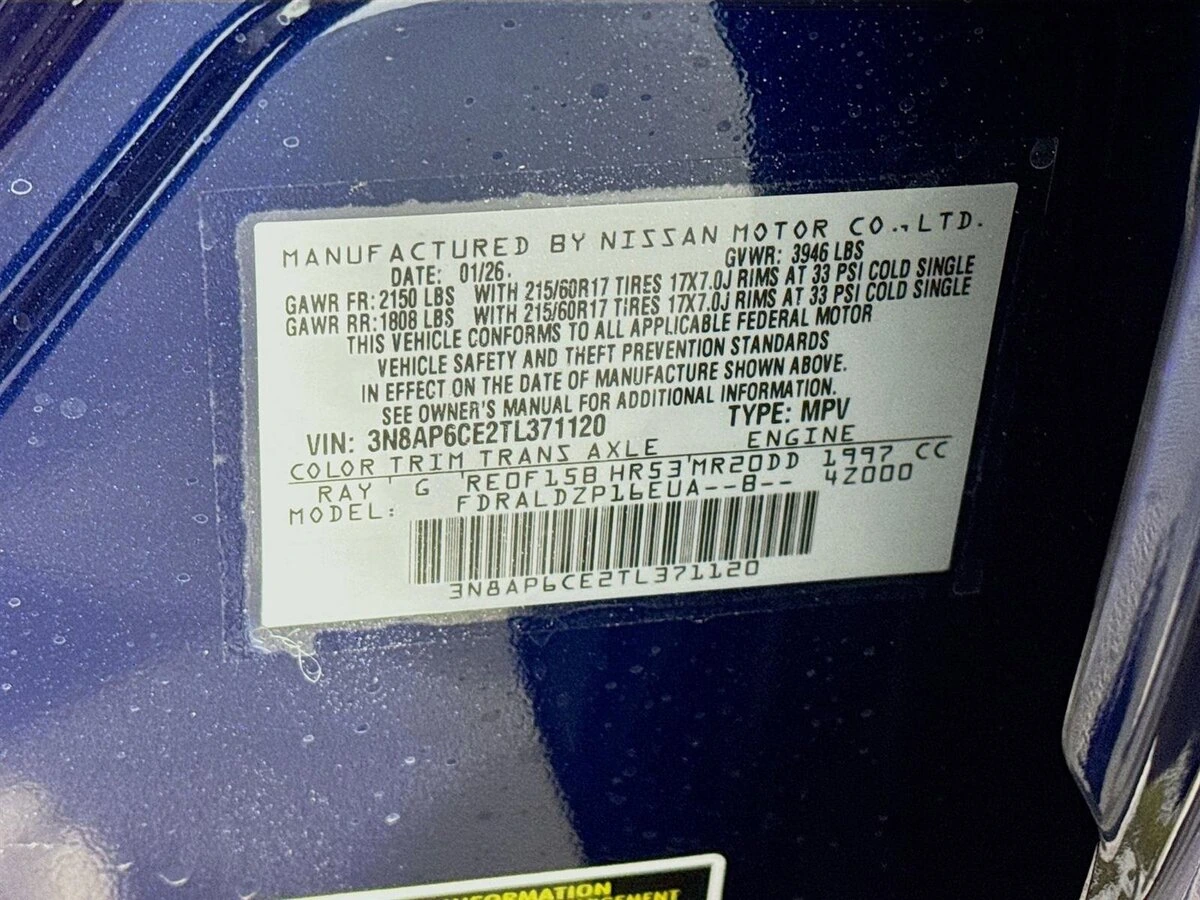 MANUFACTURED BY NISSAN MOTOR CO., LTD.
DATE: 01/26. GVWR: 3946 LBS
GAWR FR: 2150 LBS WITH 215/60R17 TIRES 17X7.0J RIMS AT 33 PSI COLD SINGLE
GAWR RR: 1808 LBS WITH 215/60R17 TIRES 17X7.0J RIMS AT 33 PSI COLD SINGLE
THIS VEHICLE CONFORMS TO ALL APPLICABLE FEDERAL MOTOR
VEHICLE SAFETY AND THEFT PREVENTION STANDARDS
IN EFFECT ON THE DATE OF MANUFACTURE SHOWN ABOVE.
SEE OWNER'S MANUAL FOR ADDITIONAL INFORMATION.
VIN: 3N8AP6CE2TL371120 TYPE: MPV
COLOR TRIM TRANS AXLE ENGINE
RAY ' G 'RE0F15B HR53'MR20DD 1997 CC
MODEL: FDRALDZP16EUA--B-- 4Z000
3N8AP6CE2TL371120
INFORMATION